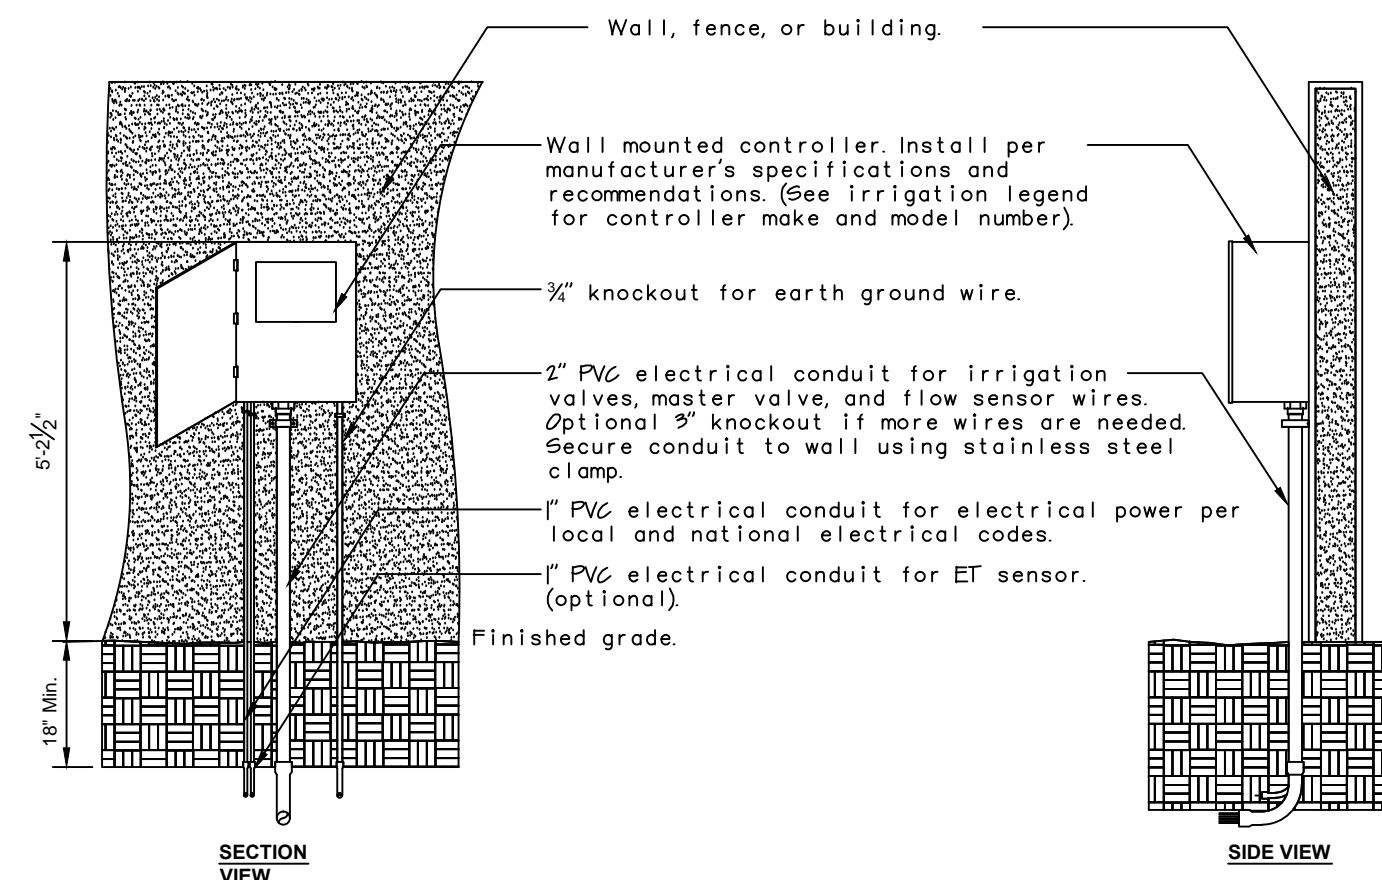 Wall, fence, or building.
Wall mounted controller. Install per
manufacturer's specifications and
recommendations. (See irrigation legend
for controller make and model number).
3/4" knockout for earth ground wire.
2" PVC electrical conduit for irrigation
valves, master valve, and flow sensor wires.
Optional 3" knockout if more wires are needed.
Secure conduit to wall using stainless steel
clamp.
1" PVC electrical conduit for electrical power per
local and national electrical codes.
1" PVC electrical conduit for ET sensor.
(optional).
Finished grade.
5'-2 1/2"
18" Min.
SECTION
VIEW
SIDE VIEW